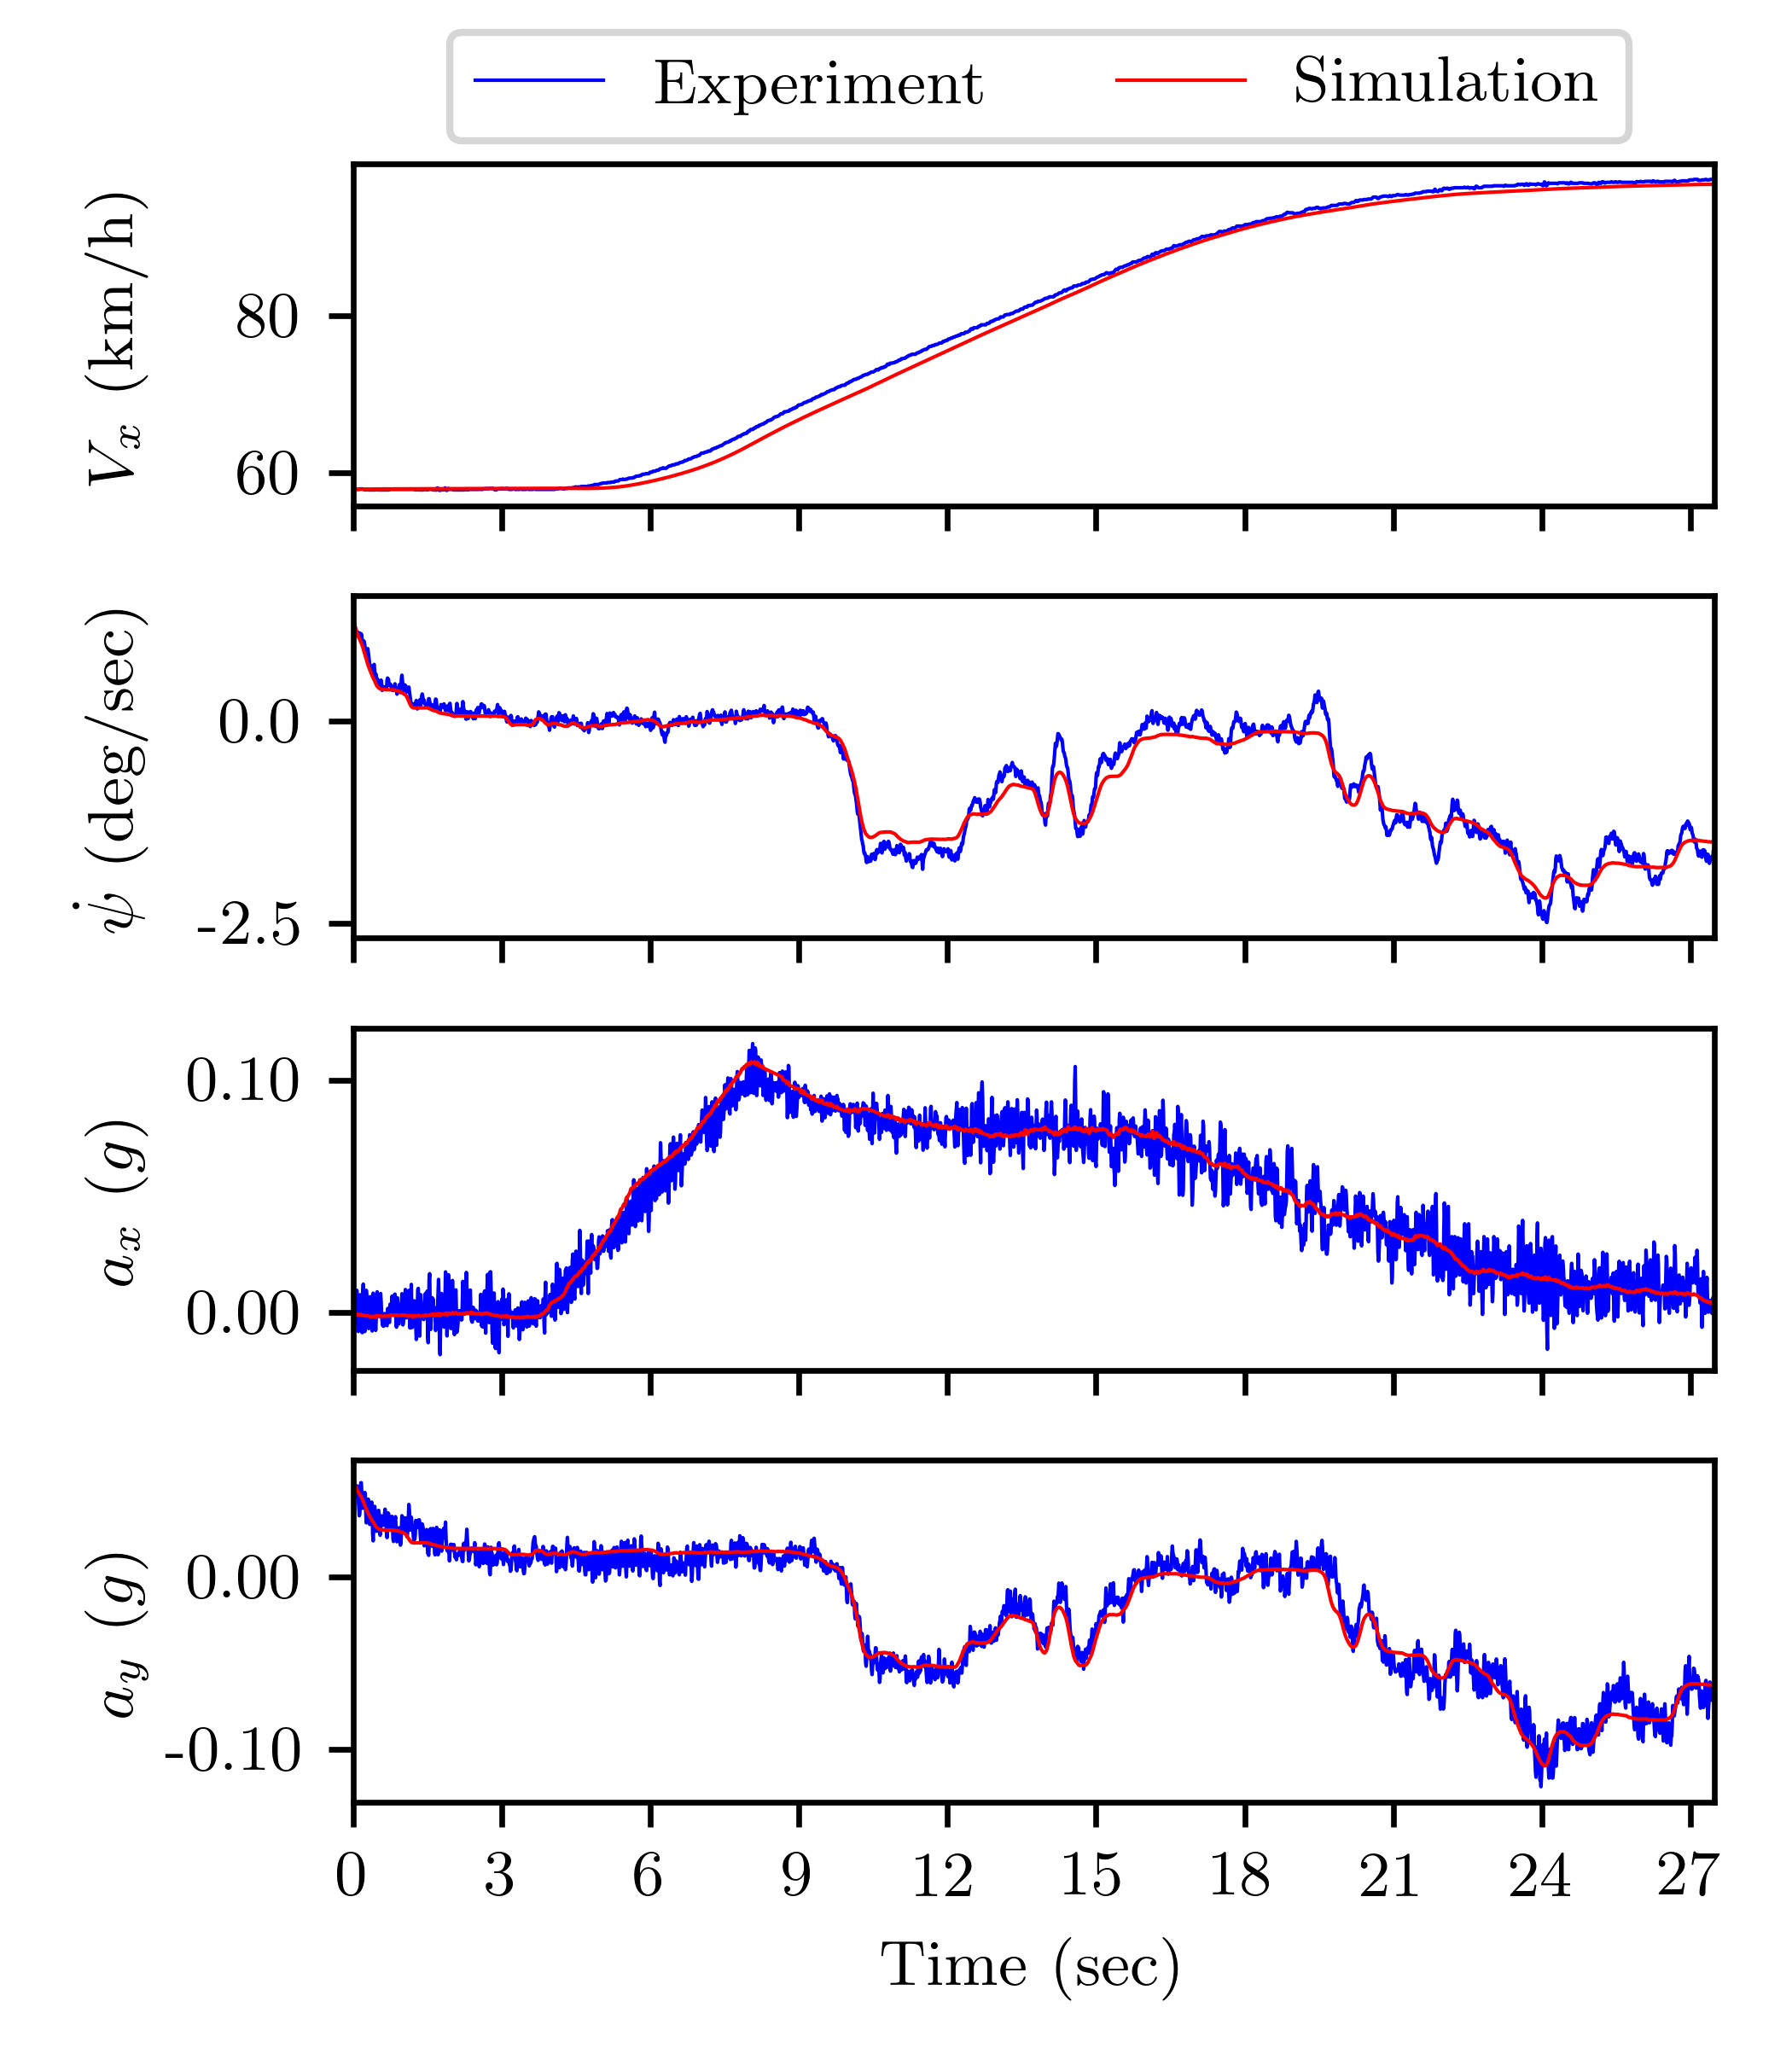 Experiment Simulation
V_x (km/h)
80
60
ψ̇ (deg/sec)
0.0
-2.5
a_x (g)
0.10
0.00
a_y (g)
0.00
-0.10
0 3 6 9 12 15 18 21 24 27
Time (sec)